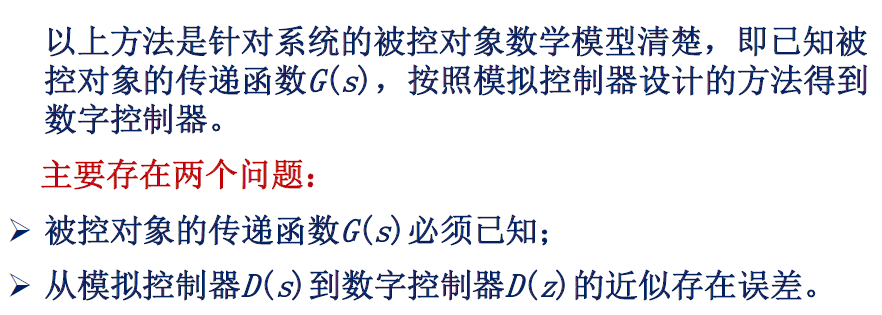 以上方法是针对系统的被控对象数学模型清楚，即已知被
控对象的传递函数G(s)，按照模拟控制器设计的方法得到
数字控制器。
主要存在两个问题：
➢ 被控对象的传递函数G(s)必须已知；
➢ 从模拟控制器D(s)到数字控制器D(z)的近似存在误差。